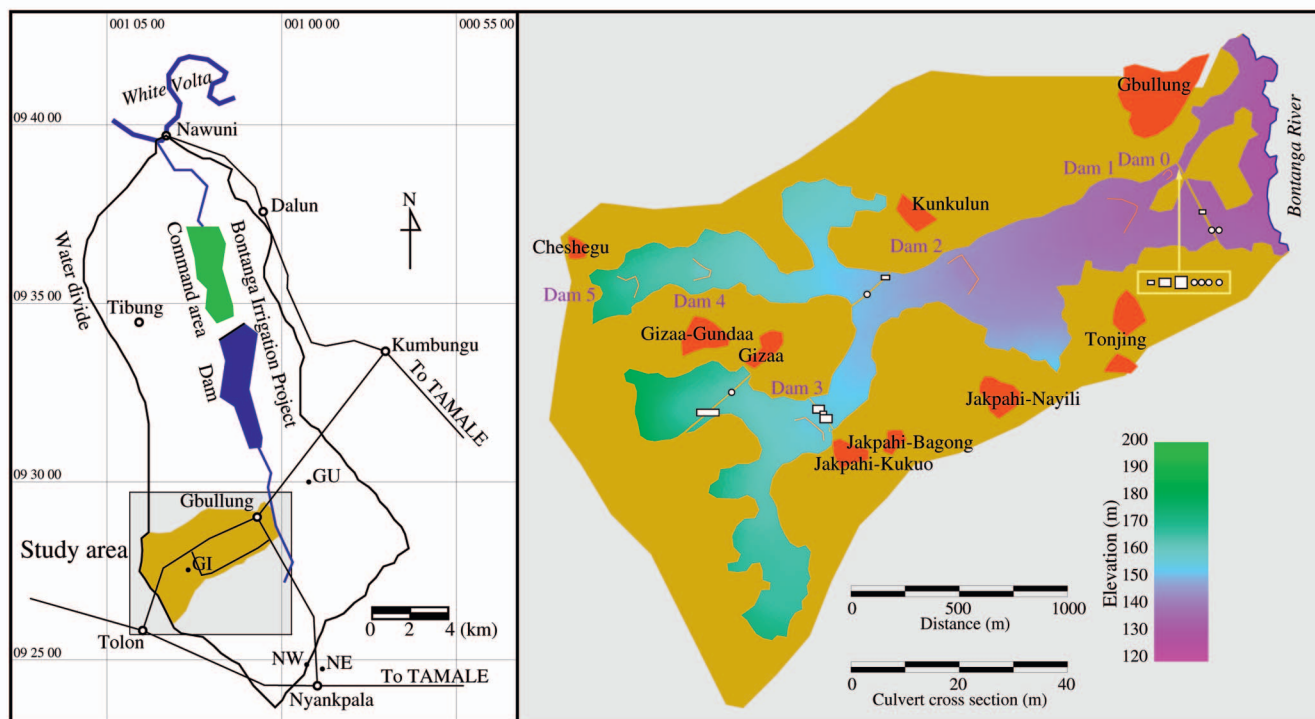 001 05 00
001 00 00
000 55 00
White Volta
09 40 00
Nawuni
N
Dalun
Water divide
Command area
Bontanga Irrigation Project
09 35 00
Tibung
Kumbungu
Dam
To TAMALE
09 30 00
GU
Gbullung
Study area
GI
0 2 4 (km)
Tolon
09 25 00
NW
NE
To TAMALE
Nyankpala
Gbullung
Dam 1
Dam 0
Bontanga River
Kunkulun
Cheshegu
Dam 2
Dam 5
Dam 4
Gizaa-Gundaa
Gizaa
Tonjing
Dam 3
Jakpahi-Nayili
Jakpahi-Bagong
Jakpahi-Kukuo
0 500 1000
Distance (m)
0 20 40
Culvert cross section (m)
Elevation (m)
200
190
180
170
160
150
140
130
120